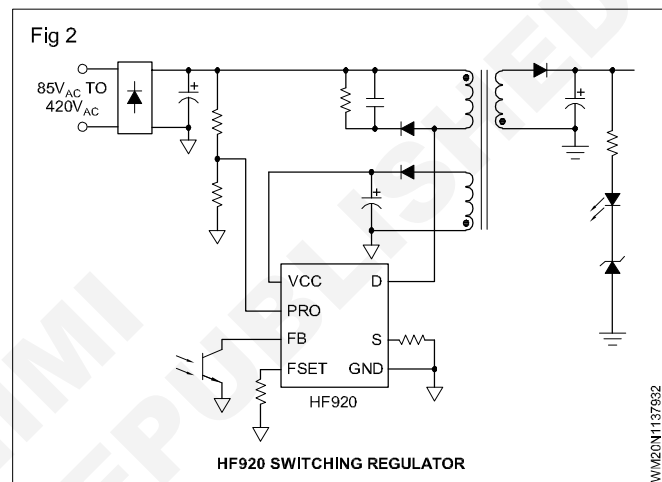 Fig 2
85VAC TO
420VAC
VCC
D
PRO
FB
S
FSET
GND
HF920
HF920 SWITCHING REGULATOR
WM20N1137932